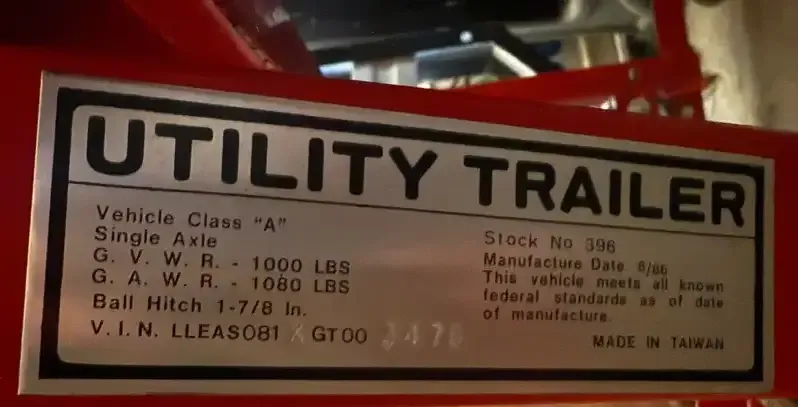 UTILITY TRAILER
Vehicle Class "A"
Single Axle
G. V. W. R. - 1000 LBS
G. A. W. R. - 1080 LBS
Ball Hitch 1-7/8 In.
V. I. N. LLEAS081 X GT00
Stock No 396
Manufacture Date 6/86
This vehicle meets all known
federal standards as of date
of manufacture.
MADE IN TAIWAN